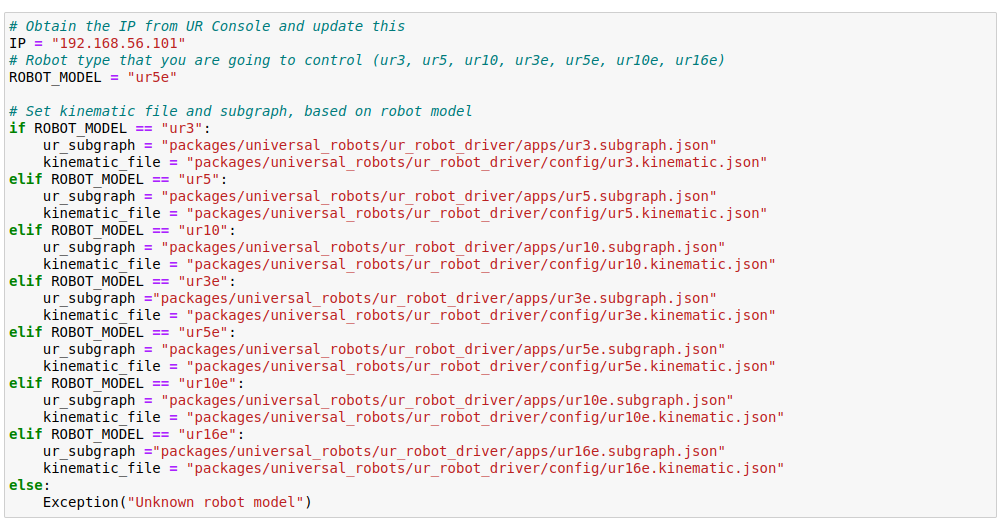 # Obtain the IP from UR Console and update this
IP = "192.168.56.101"
# Robot type that you are going to control (ur3, ur5, ur10, ur3e, ur5e, ur10e, ur16e)
ROBOT_MODEL = "ur5e"

# Set kinematic file and subgraph, based on robot model
if ROBOT_MODEL == "ur3":
    ur_subgraph = "packages/universal_robots/ur_robot_driver/apps/ur3.subgraph.json"
    kinematic_file = "packages/universal_robots/ur_robot_driver/config/ur3.kinematic.json"
elif ROBOT_MODEL == "ur5":
    ur_subgraph = "packages/universal_robots/ur_robot_driver/apps/ur5.subgraph.json"
    kinematic_file = "packages/universal_robots/ur_robot_driver/config/ur5.kinematic.json"
elif ROBOT_MODEL == "ur10":
    ur_subgraph = "packages/universal_robots/ur_robot_driver/apps/ur10.subgraph.json"
    kinematic_file = "packages/universal_robots/ur_robot_driver/config/ur10.kinematic.json"
elif ROBOT_MODEL == "ur3e":
    ur_subgraph ="packages/universal_robots/ur_robot_driver/apps/ur3e.subgraph.json"
    kinematic_file = "packages/universal_robots/ur_robot_driver/config/ur3e.kinematic.json"
elif ROBOT_MODEL == "ur5e":
    ur_subgraph = "packages/universal_robots/ur_robot_driver/apps/ur5e.subgraph.json"
    kinematic_file = "packages/universal_robots/ur_robot_driver/config/ur5e.kinematic.json"
elif ROBOT_MODEL == "ur10e":
    ur_subgraph = "packages/universal_robots/ur_robot_driver/apps/ur10e.subgraph.json"
    kinematic_file = "packages/universal_robots/ur_robot_driver/config/ur10e.kinematic.json"
elif ROBOT_MODEL == "ur16e":
    ur_subgraph ="packages/universal_robots/ur_robot_driver/apps/ur16e.subgraph.json"
    kinematic_file = "packages/universal_robots/ur_robot_driver/config/ur16e.kinematic.json"
else:
    Exception("Unknown robot model")